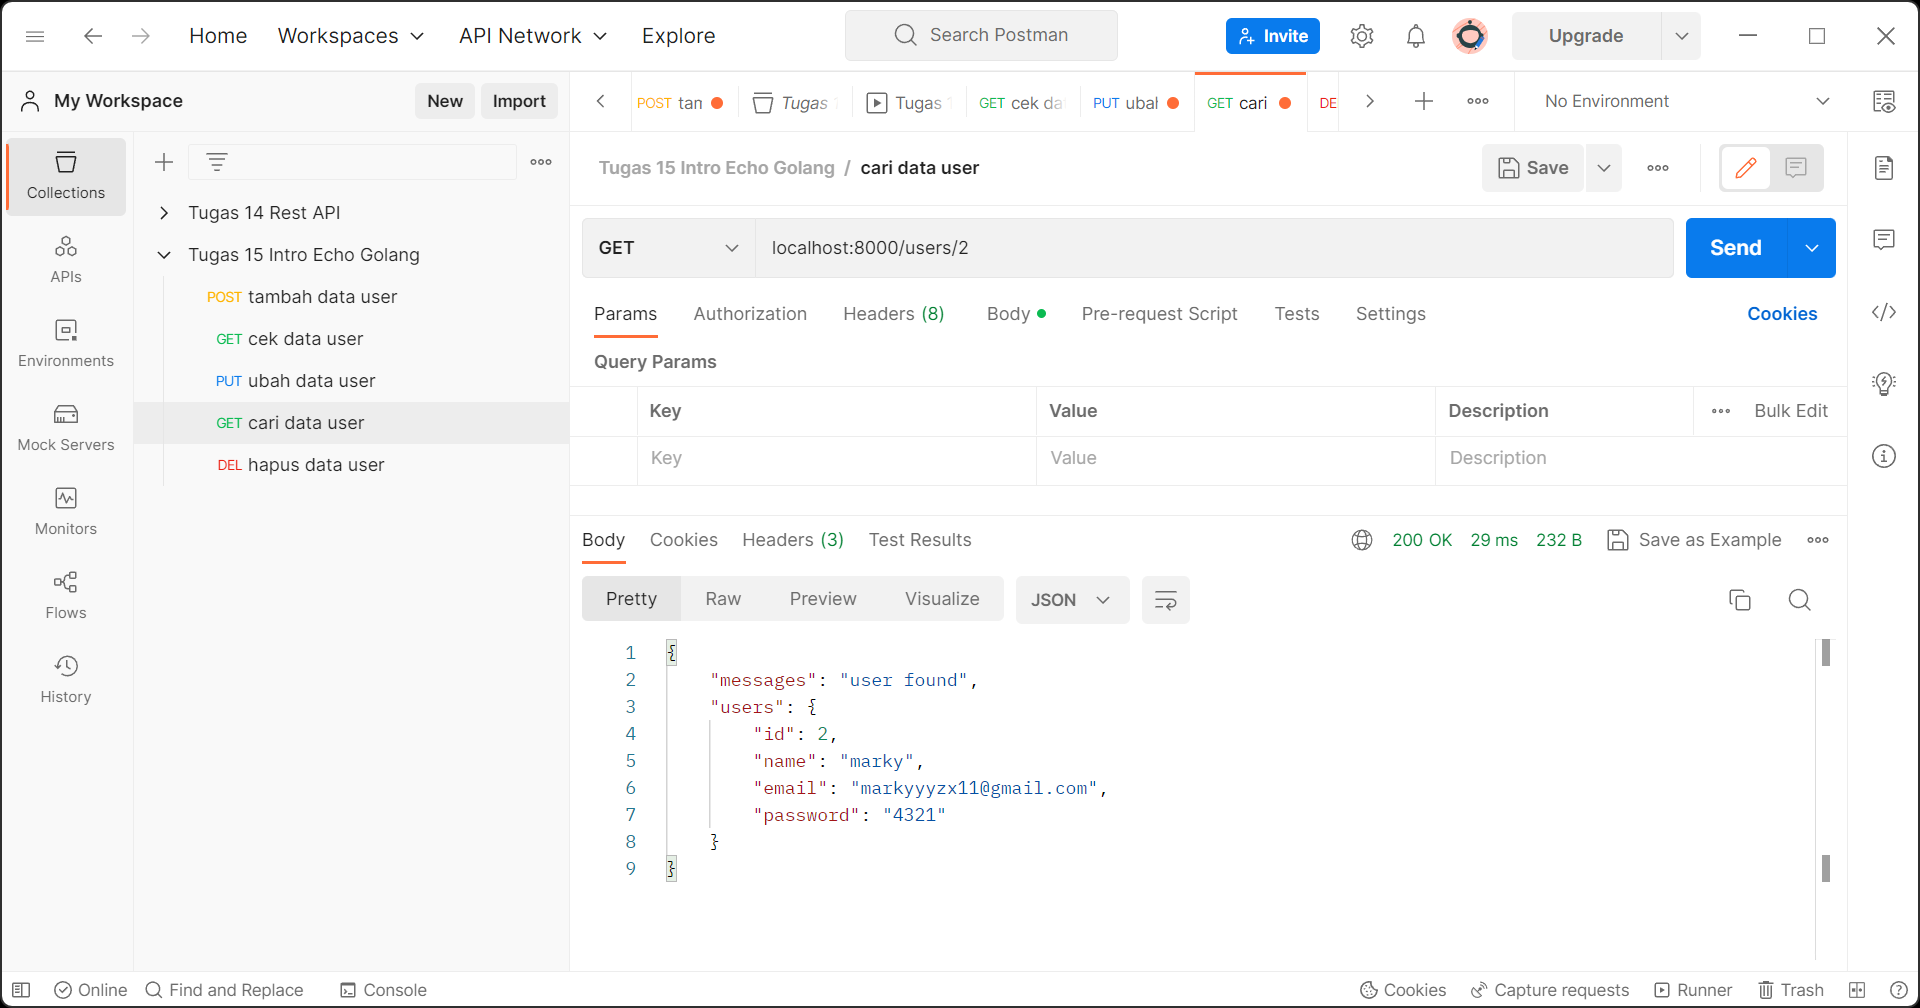 Home Workspaces API Network Explore Search Postman Invite Upgrade
My Workspace New Import
POST tan Tugas Tugas GET cek da PUT ubal GET cari DE No Environment
Collections
APIs
Environments
Mock Servers
Monitors
Flows
History
Tugas 14 Rest API
Tugas 15 Intro Echo Golang
POST tambah data user
GET cek data user
PUT ubah data user
GET cari data user
DEL hapus data user
Tugas 15 Intro Echo Golang / cari data user Save
GET localhost:8000/users/2 Send
Params Authorization Headers (8) Body Pre-request Script Tests Settings Cookies
Query Params
Key Value Description Bulk Edit
Key Value Description
Body Cookies Headers (3) Test Results 200 OK 29 ms 232 B Save as Example
Pretty Raw Preview Visualize JSON
1 {
2 "messages": "user found",
3 "users": {
4 "id": 2,
5 "name": "marky",
6 "email": "markyyyzx11@gmail.com",
7 "password": "4321"
8 }
9 }
Online Find and Replace Console Cookies Capture requests Runner Trash